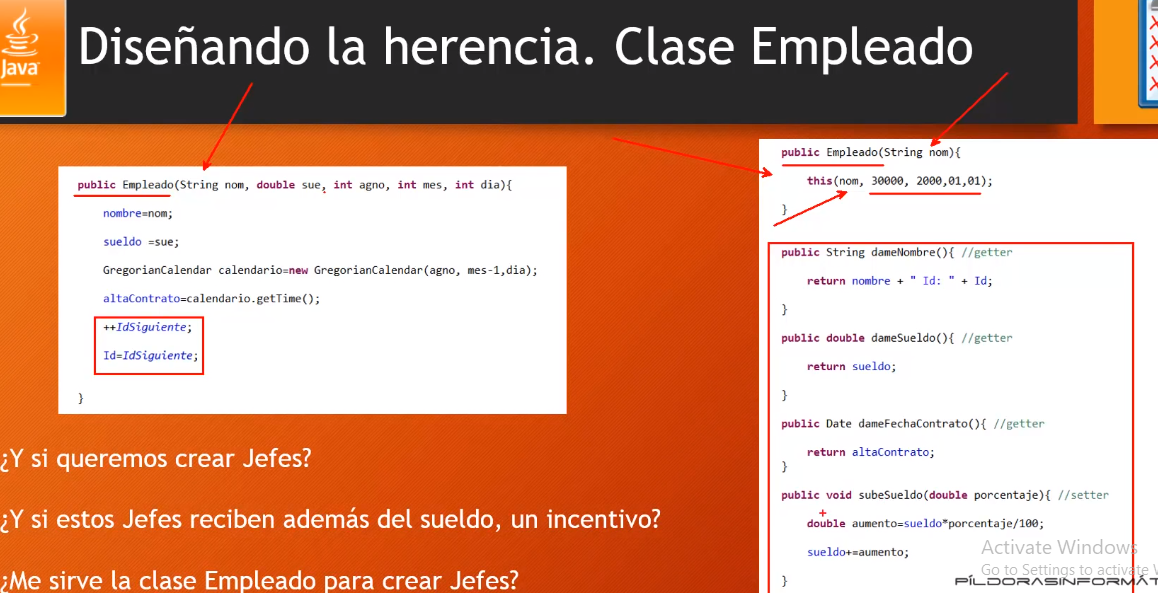 Java
Diseñando la herencia. Clase Empleado
public Empleado(String nom, double sue, int agno, int mes, int dia){
nombre=nom;
sueldo =sue;
GregorianCalendar calendario=new GregorianCalendar(agno, mes-1,dia);
altaContrato=calendario.getTime();
++IdSiguiente;
Id=IdSiguiente;
}
¿Y si queremos crear Jefes?
¿Y si estos Jefes reciben además del sueldo, un incentivo?
¿Me sirve la clase Empleado para crear Jefes?
public Empleado(String nom){
this(nom, 30000, 2000,01,01);
}
public String dameNombre(){ //getter
return nombre + " Id: " + Id;
}
public double dameSueldo(){ //getter
return sueldo;
}
public Date dameFechaContrato(){ //getter
return altaContrato;
}
public void subeSueldo(double porcentaje){ //setter
double aumento=sueldo*porcentaje/100;
sueldo+=aumento;
}
Activate Windows
Go to Settings to activate
PÍLDORASINFORMÁT